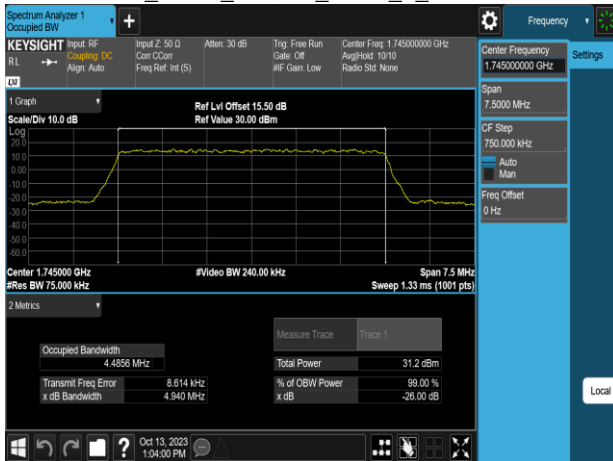 Spectrum Analyzer 1
Occupied BW
Frequency
KEYSIGHT
RL
LXI
Input: RF
Coupling: DC
Align: Auto
Input Z: 50 Ω
Corr CCorr
Freq Ref: Int (S)
Atten: 30 dB
Trig: Free Run
Gate: Off
#IF Gain: Low
Center Freq: 1.745000000 GHz
Avg|Hold: 10/10
Radio Std: None
Center Frequency
1.745000000 GHz
Settings
Span
7.5000 MHz
CF Step
750.000 kHz
Auto
Man
Freq Offset
0 Hz
1 Graph
Scale/Div 10.0 dB
Ref Lvl Offset 15.50 dB
Ref Value 30.00 dBm
Log
20.0
10.0
0.00
-10.0
-20.0
-30.0
-40.0
-50.0
-60.0
Center 1.745000 GHz
#Res BW 75.000 kHz
#Video BW 240.00 kHz
Span 7.5 MHz
Sweep 1.33 ms (1001 pts)
2 Metrics
Measure Trace
Trace 1
Occupied Bandwidth
4.4856 MHz
Total Power
31.2 dBm
Transmit Freq Error
8.614 kHz
% of OBW Power
99.00 %
x dB Bandwidth
4.940 MHz
x dB
-26.00 dB
Local
?
Oct 13, 2023
1:04:00 PM